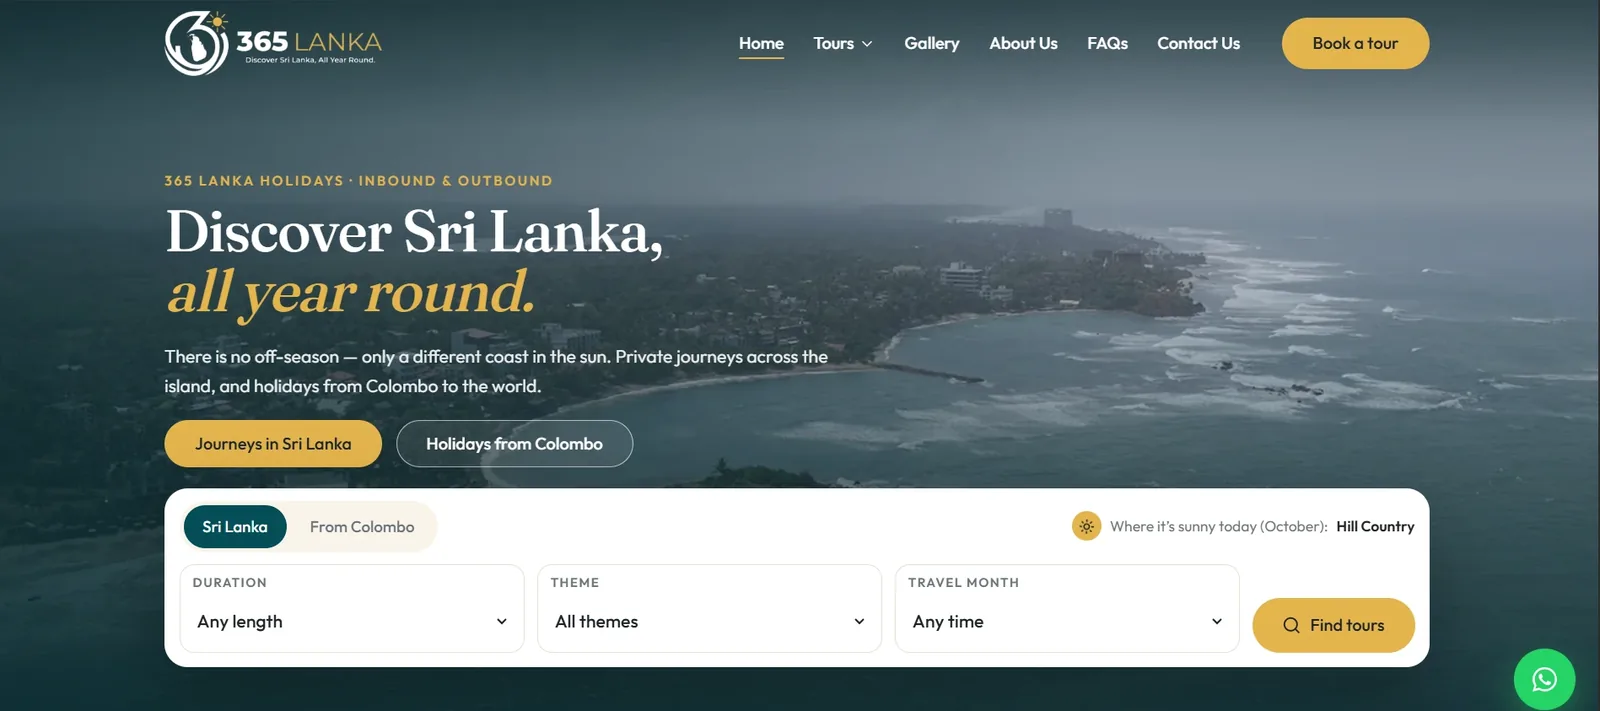 365 LANKA
Discover Sri Lanka, All Year Round.
Home
Tours
Gallery
About Us
FAQs
Contact Us
Book a tour
365 LANKA HOLIDAYS · INBOUND & OUTBOUND
Discover Sri Lanka,
all year round.
There is no off-season — only a different coast in the sun. Private journeys across the
island, and holidays from Colombo to the world.
Journeys in Sri Lanka
Holidays from Colombo
Sri Lanka
From Colombo
Where it's sunny today (October): Hill Country
DURATION
Any length
THEME
All themes
TRAVEL MONTH
Any time
Find tours